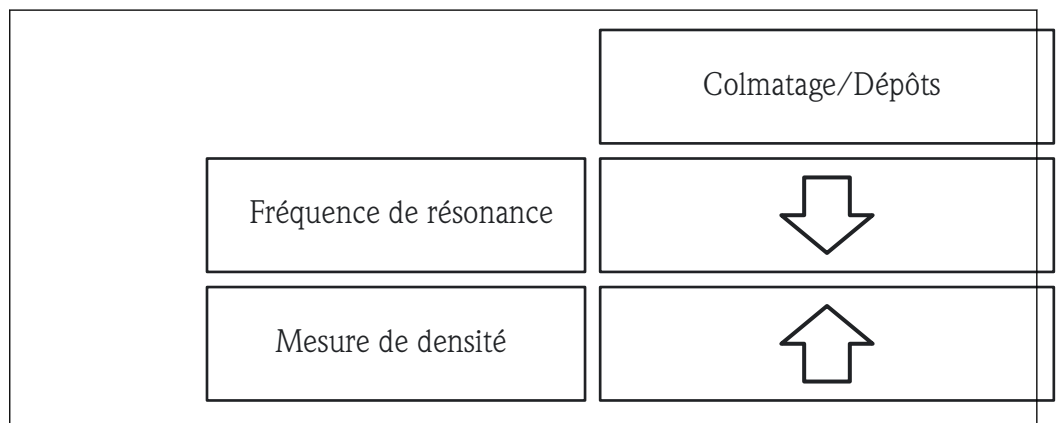 Colmatage/Dépôts
Fréquence de résonance
Mesure de densité